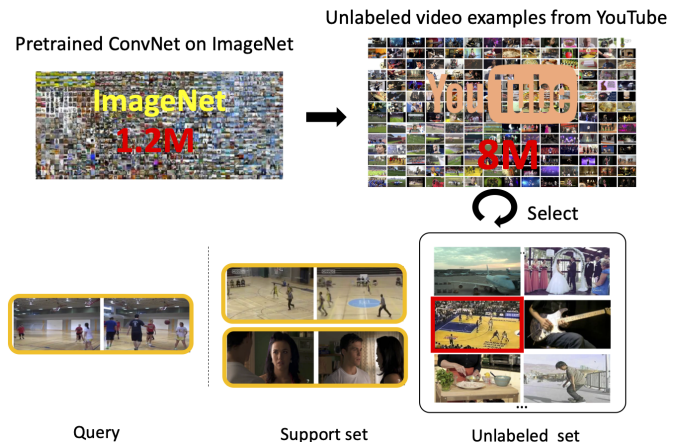 Unlabeled video examples from YouTube
Pretrained ConvNet on ImageNet
ImageNet
1.2M
YouTube
8M
Select
...
Query
Support set
Unlabeled set